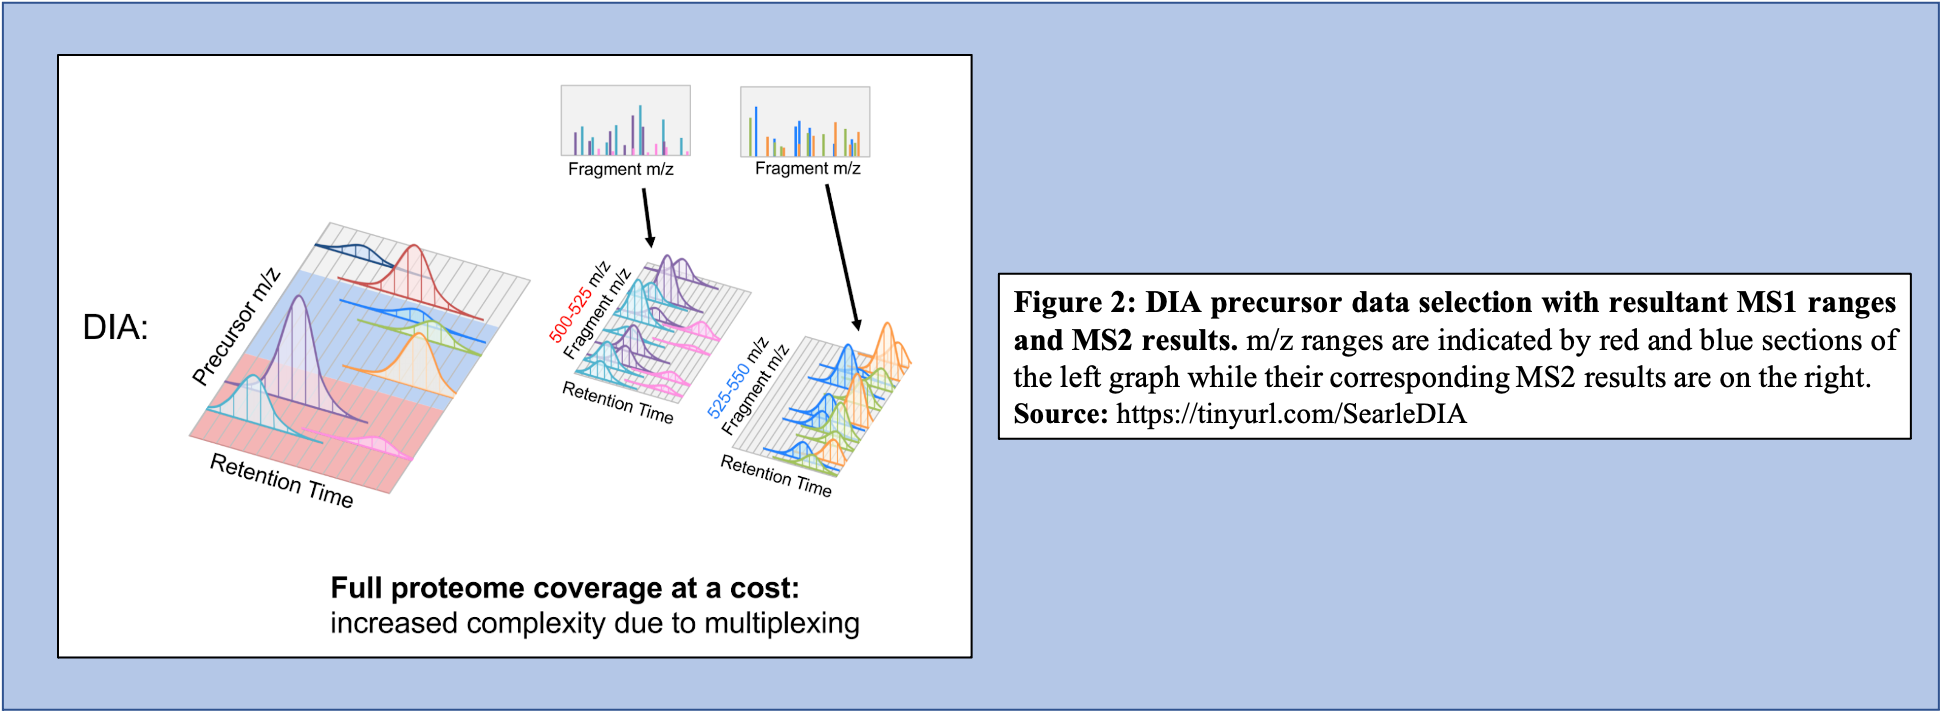 DIA:
Precursor m/z
Retention Time
Fragment m/z
Fragment m/z
500-525 m/z
Fragment m/z
Retention Time
525-550 m/z
Fragment m/z
Retention Time
Full proteome coverage at a cost:
increased complexity due to multiplexing
Figure 2: DIA precursor data selection with resultant MS1 ranges
and MS2 results. m/z ranges are indicated by red and blue sections of
the left graph while their corresponding MS2 results are on the right.
Source: https://tinyurl.com/SearleDIA